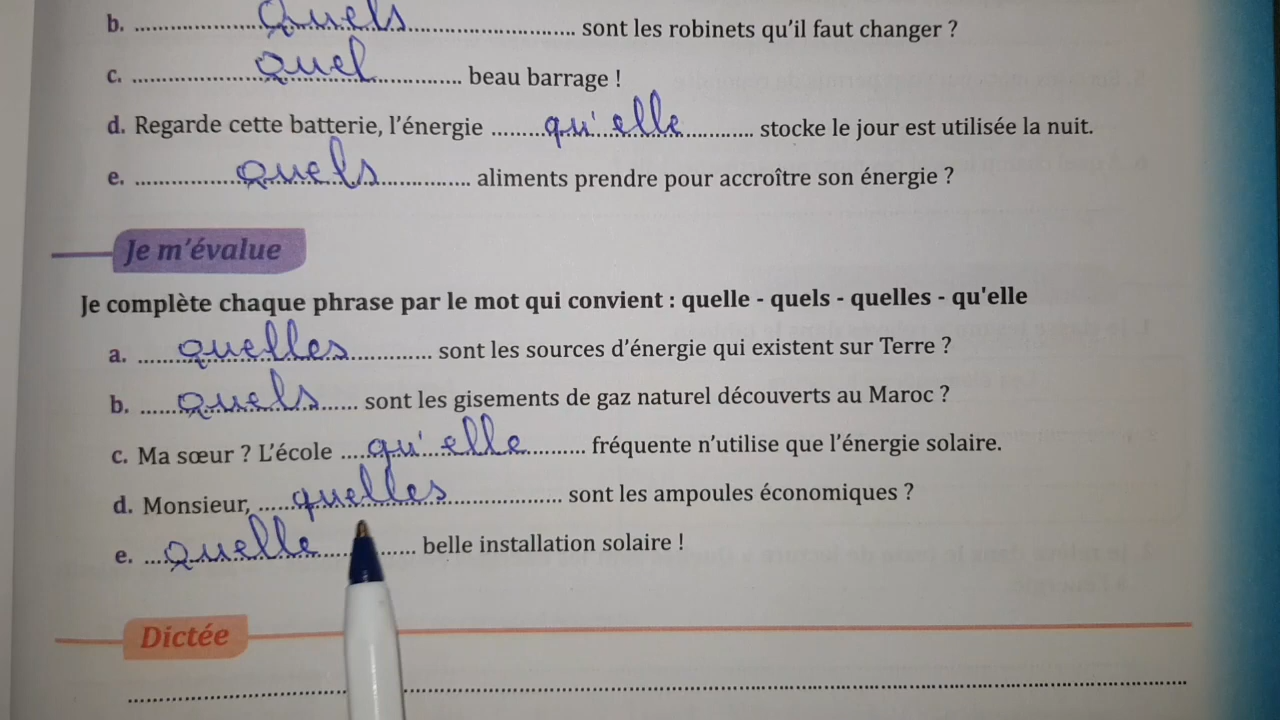 b. Quels sont les robinets qu'il faut changer ?
c. quel beau barrage !
d. Regarde cette batterie, l'énergie qu'elle stocke le jour est utilisée la nuit.
e. quels aliments prendre pour accroître son énergie ?
Je m'évalue
Je complète chaque phrase par le mot qui convient : quelle - quels - quelles - qu'elle
a. quelles sont les sources d'énergie qui existent sur Terre ?
b. quels sont les gisements de gaz naturel découverts au Maroc ?
c. Ma sœur ? L'école qu'elle fréquente n'utilise que l'énergie solaire.
d. Monsieur, quelles sont les ampoules économiques ?
e. quelle belle installation solaire !
Dictée